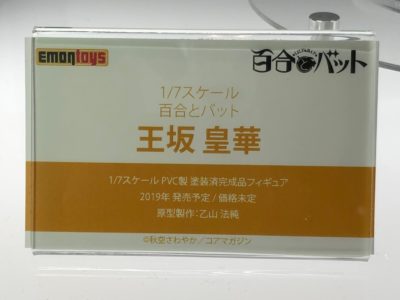 Emontoys
百合とバット
1/7スケール
百合とバット
王坂 皇華
1/7スケール PVC製 塗装済完成品フィギュア
2019年 発売予定 / 価格未定
原型製作：乙山 法純
©秋空さわやか／コアマガジン